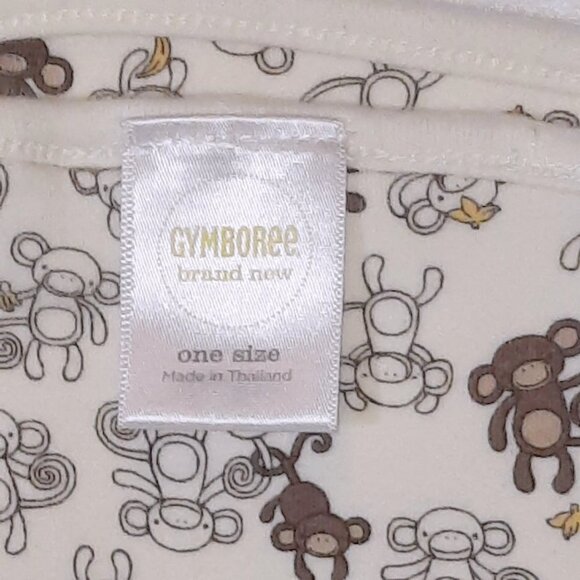 GYMBOREE
brand new
one size
Made in Thailand